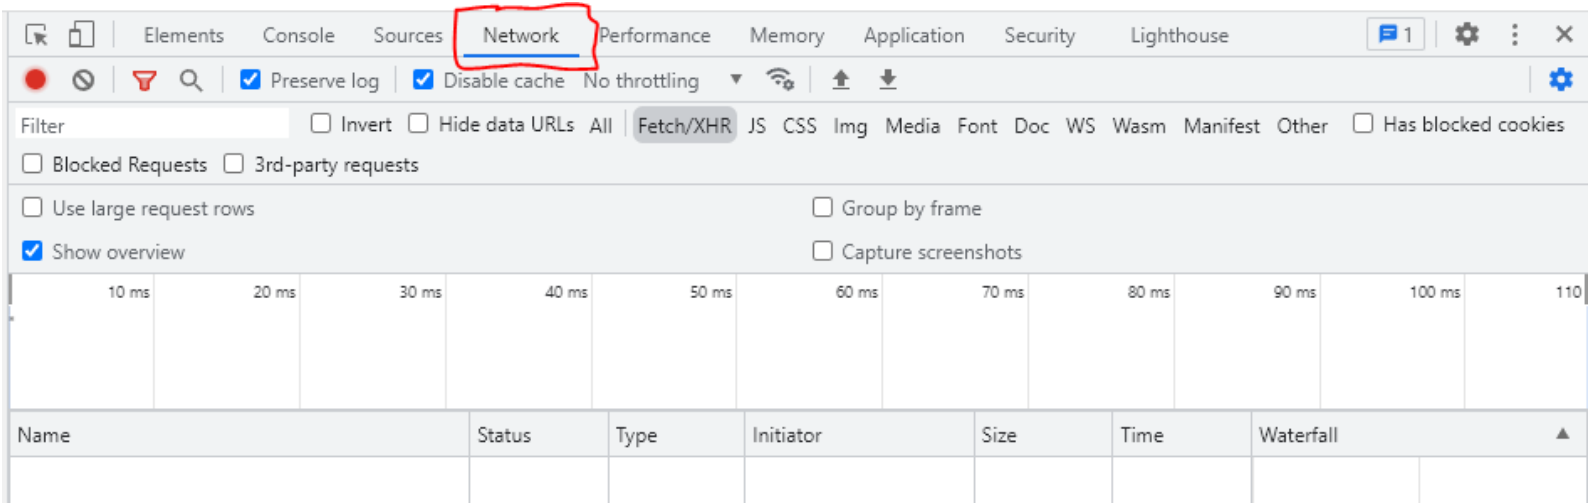 Elements Console Sources Network Performance Memory Application Security Lighthouse 1
Preserve log Disable cache No throttling
Filter Invert Hide data URLs All Fetch/XHR JS CSS Img Media Font Doc WS Wasm Manifest Other Has blocked cookies
Blocked Requests 3rd-party requests
Use large request rows Group by frame
Show overview Capture screenshots
10 ms 20 ms 30 ms 40 ms 50 ms 60 ms 70 ms 80 ms 90 ms 100 ms 110
Name Status Type Initiator Size Time Waterfall